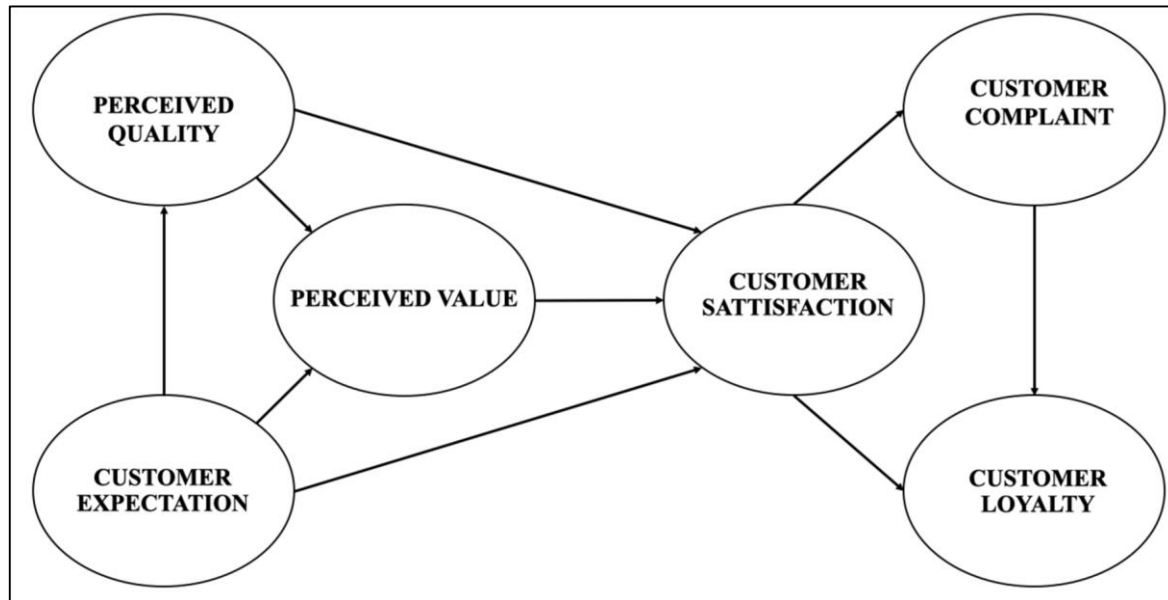 PERCEIVED
QUALITY
CUSTOMER
COMPLAINT
PERCEIVED VALUE
CUSTOMER
SATTISFACTION
CUSTOMER
EXPECTATION
CUSTOMER
LOYALTY